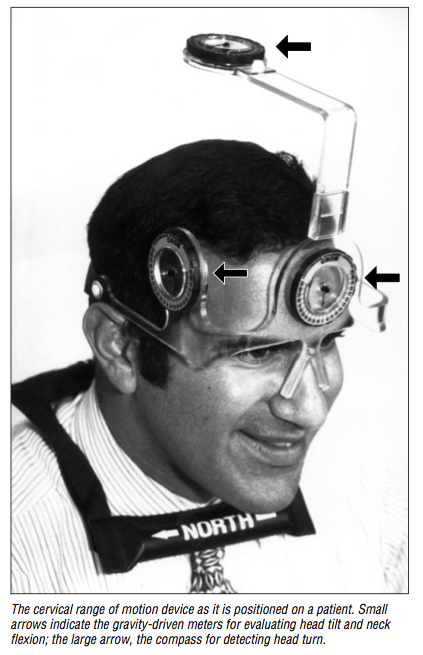 NORTH
The cervical range of motion device as it is positioned on a patient. Small
arrows indicate the gravity-driven meters for evaluating head tilt and neck
flexion; the large arrow, the compass for detecting head turn.